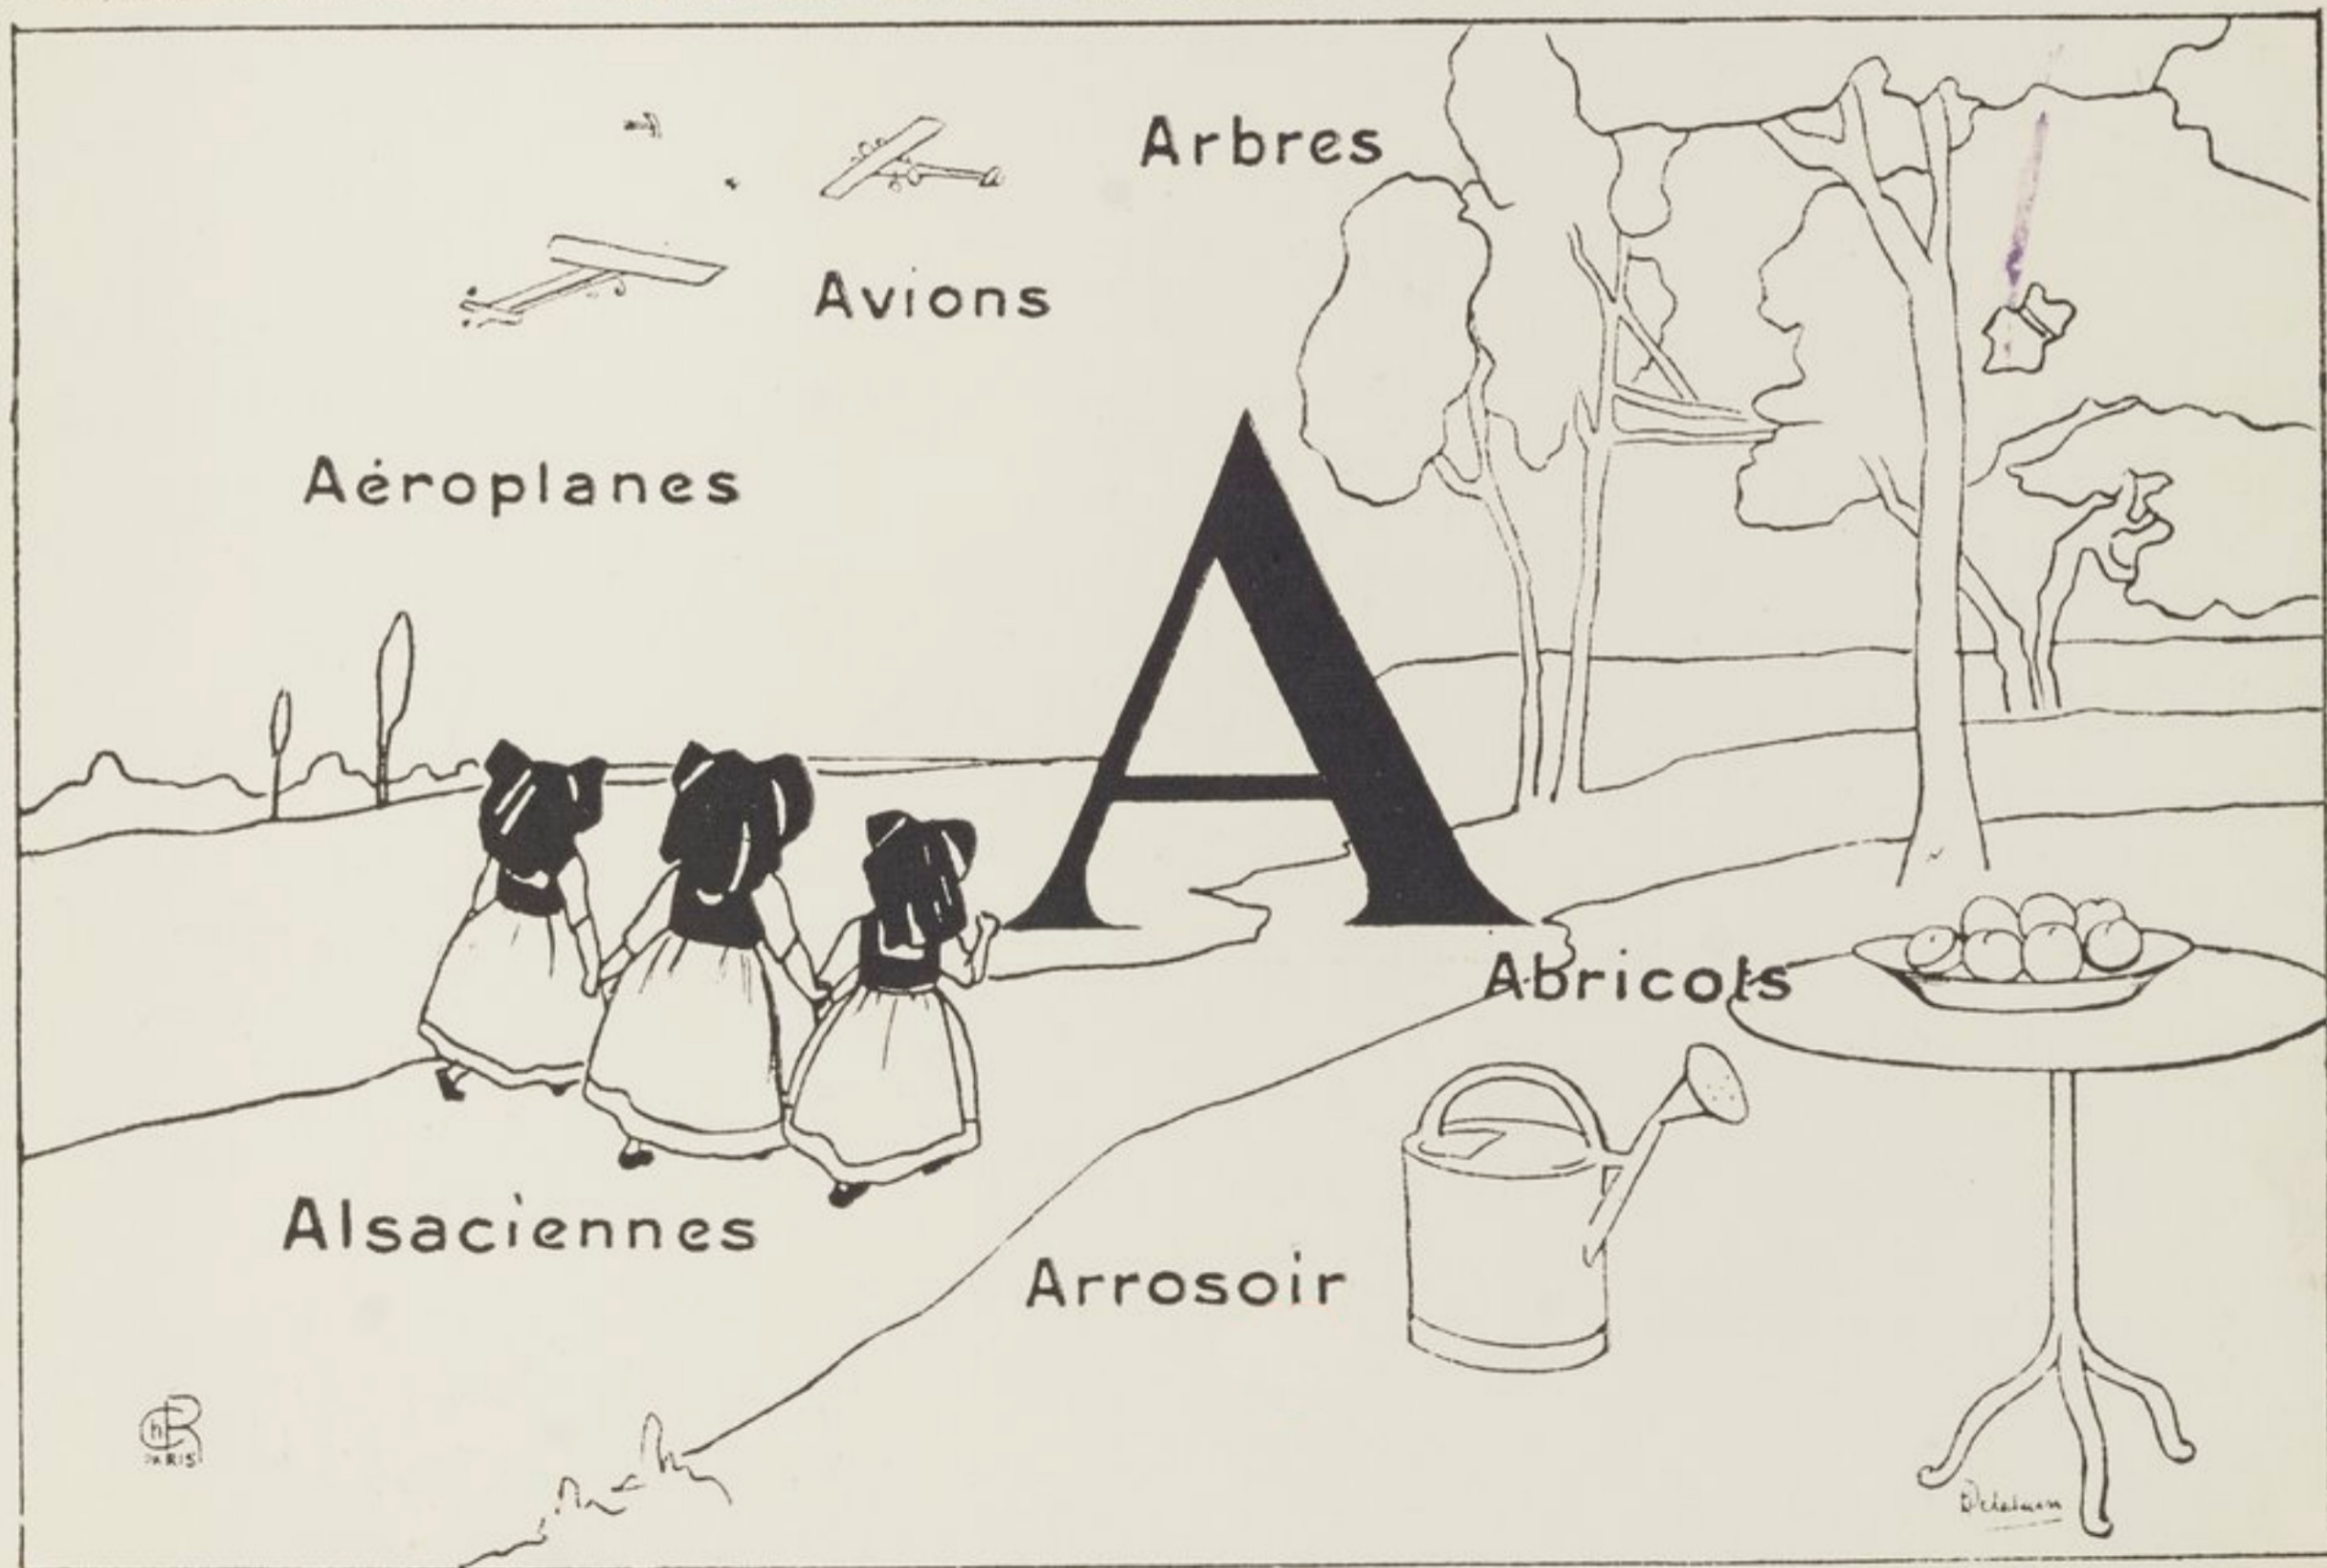 Arbres
Avions
Aéroplanes
A
Abricots
Alsaciennes
Arrosoir
PARIS